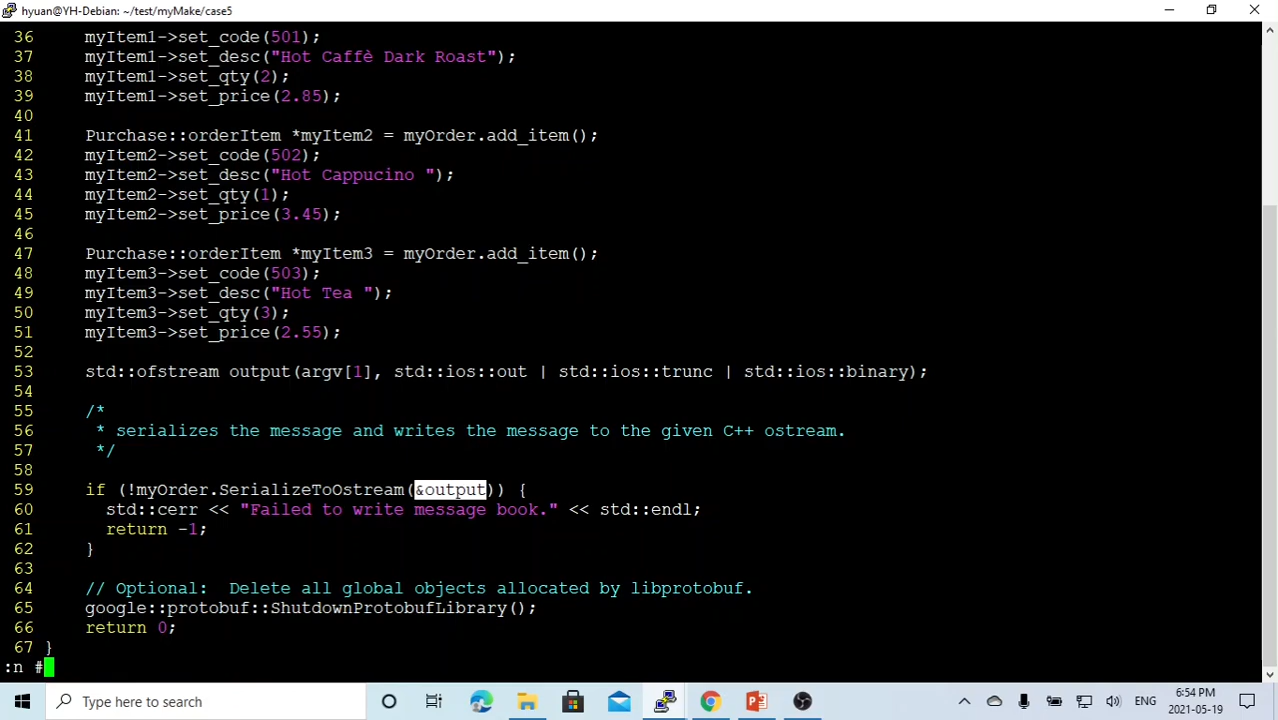 hyuan@YH-Debian: ~/test/myMake/case5
36 myItem1->set_code(501);
37 myItem1->set_desc("Hot Caffè Dark Roast");
38 myItem1->set_qty(2);
39 myItem1->set_price(2.85);
40
41 Purchase::orderItem *myItem2 = myOrder.add_item();
42 myItem2->set_code(502);
43 myItem2->set_desc("Hot Cappucino ");
44 myItem2->set_qty(1);
45 myItem2->set_price(3.45);
46
47 Purchase::orderItem *myItem3 = myOrder.add_item();
48 myItem3->set_code(503);
49 myItem3->set_desc("Hot Tea ");
50 myItem3->set_qty(3);
51 myItem3->set_price(2.55);
52
53 std::ofstream output(argv[1], std::ios::out | std::ios::trunc | std::ios::binary);
54
55 /*
56 * serializes the message and writes the message to the given C++ ostream.
57 */
58
59 if (!myOrder.SerializeToOstream(&output)) {
60 std::cerr << "Failed to write message book." << std::endl;
61 return -1;
62 }
63
64 // Optional:  Delete all global objects allocated by libprotobuf.
65 google::protobuf::ShutdownProtobufLibrary();
66 return 0;
67 }
:n #
Type here to search
ENG
6:54 PM
2021-05-19